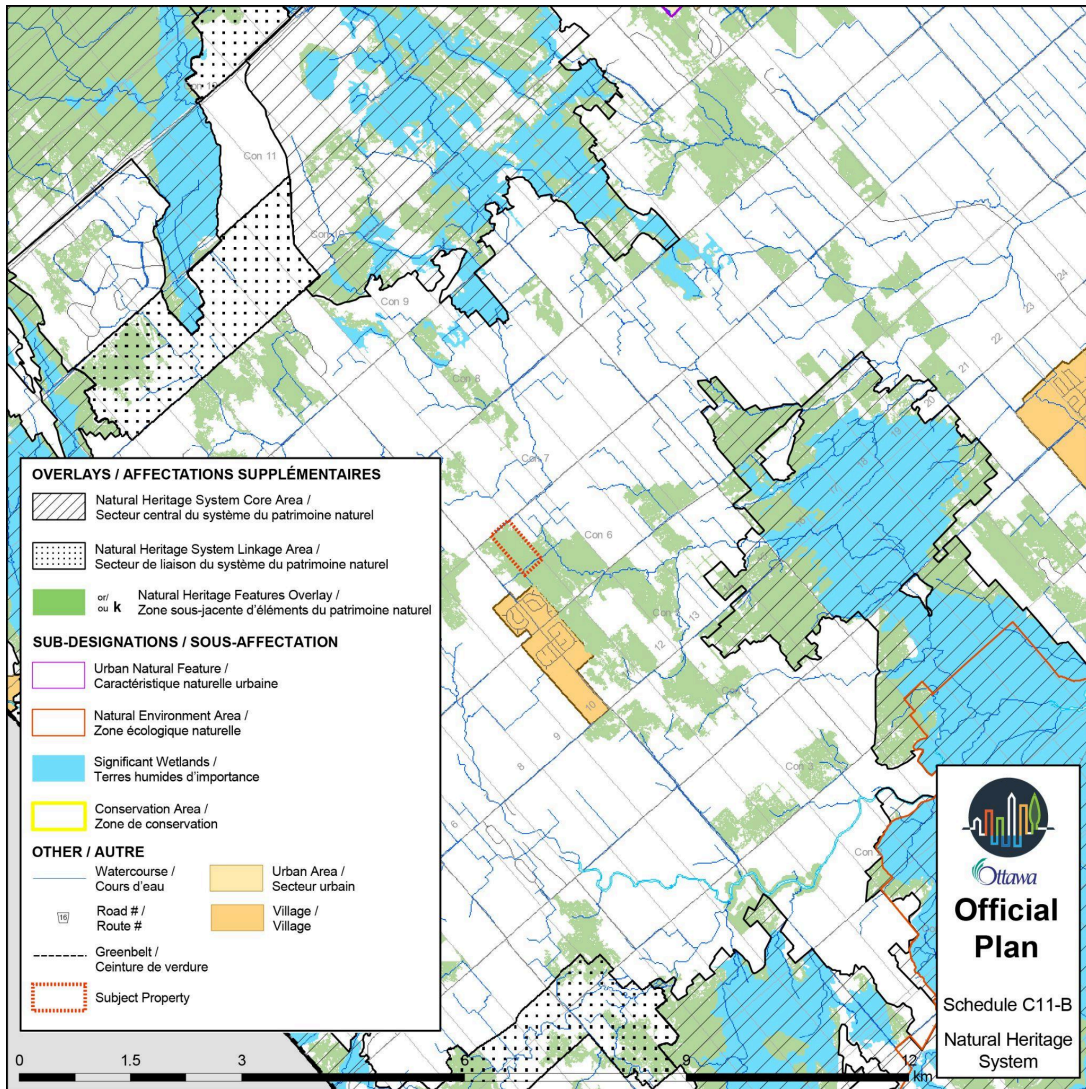 Con 11
Con 10
Con 9
Con 8
Con 7
Con 6
24
23
22
21
20
19
18
17
16
14
13
12
11
10
9
8
6
Con 3
OVERLAYS / AFFECTATIONS SUPPLÉMENTAIRES
Natural Heritage System Core Area /
Secteur central du système du patrimoine naturel
Natural Heritage System Linkage Area /
Secteur de liaison du système du patrimoine naturel
or/
ou k
Natural Heritage Features Overlay /
Zone sous-jacente d'éléments du patrimoine naturel
SUB-DESIGNATIONS / SOUS-AFFECTATION
Urban Natural Feature /
Caractéristique naturelle urbaine
Natural Environment Area /
Zone écologique naturelle
Significant Wetlands /
Terres humides d'importance
Conservation Area /
Zone de conservation
OTHER / AUTRE
Watercourse /
Cours d'eau
Urban Area /
Secteur urbain
16
Road # /
Route #
Village /
Village
Greenbelt /
Ceinture de verdure
Subject Property
Ottawa
Official
Plan
Schedule C11-B
Natural Heritage
System
0
1.5
3
6
9
12
km